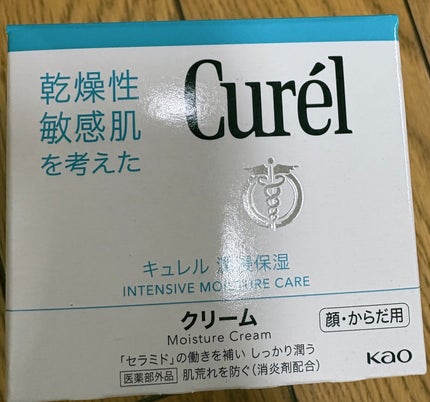 乾燥性
敏感肌
を考えた
Curél
キュレル 潤浸保湿
INTENSIVE MOISTURE CARE
クリーム
Moisture Cream
顔・からだ用
「セラミド」の働きを補い しっかり潤う
医薬部外品 肌荒れを防ぐ(消炎剤配合)
Kao